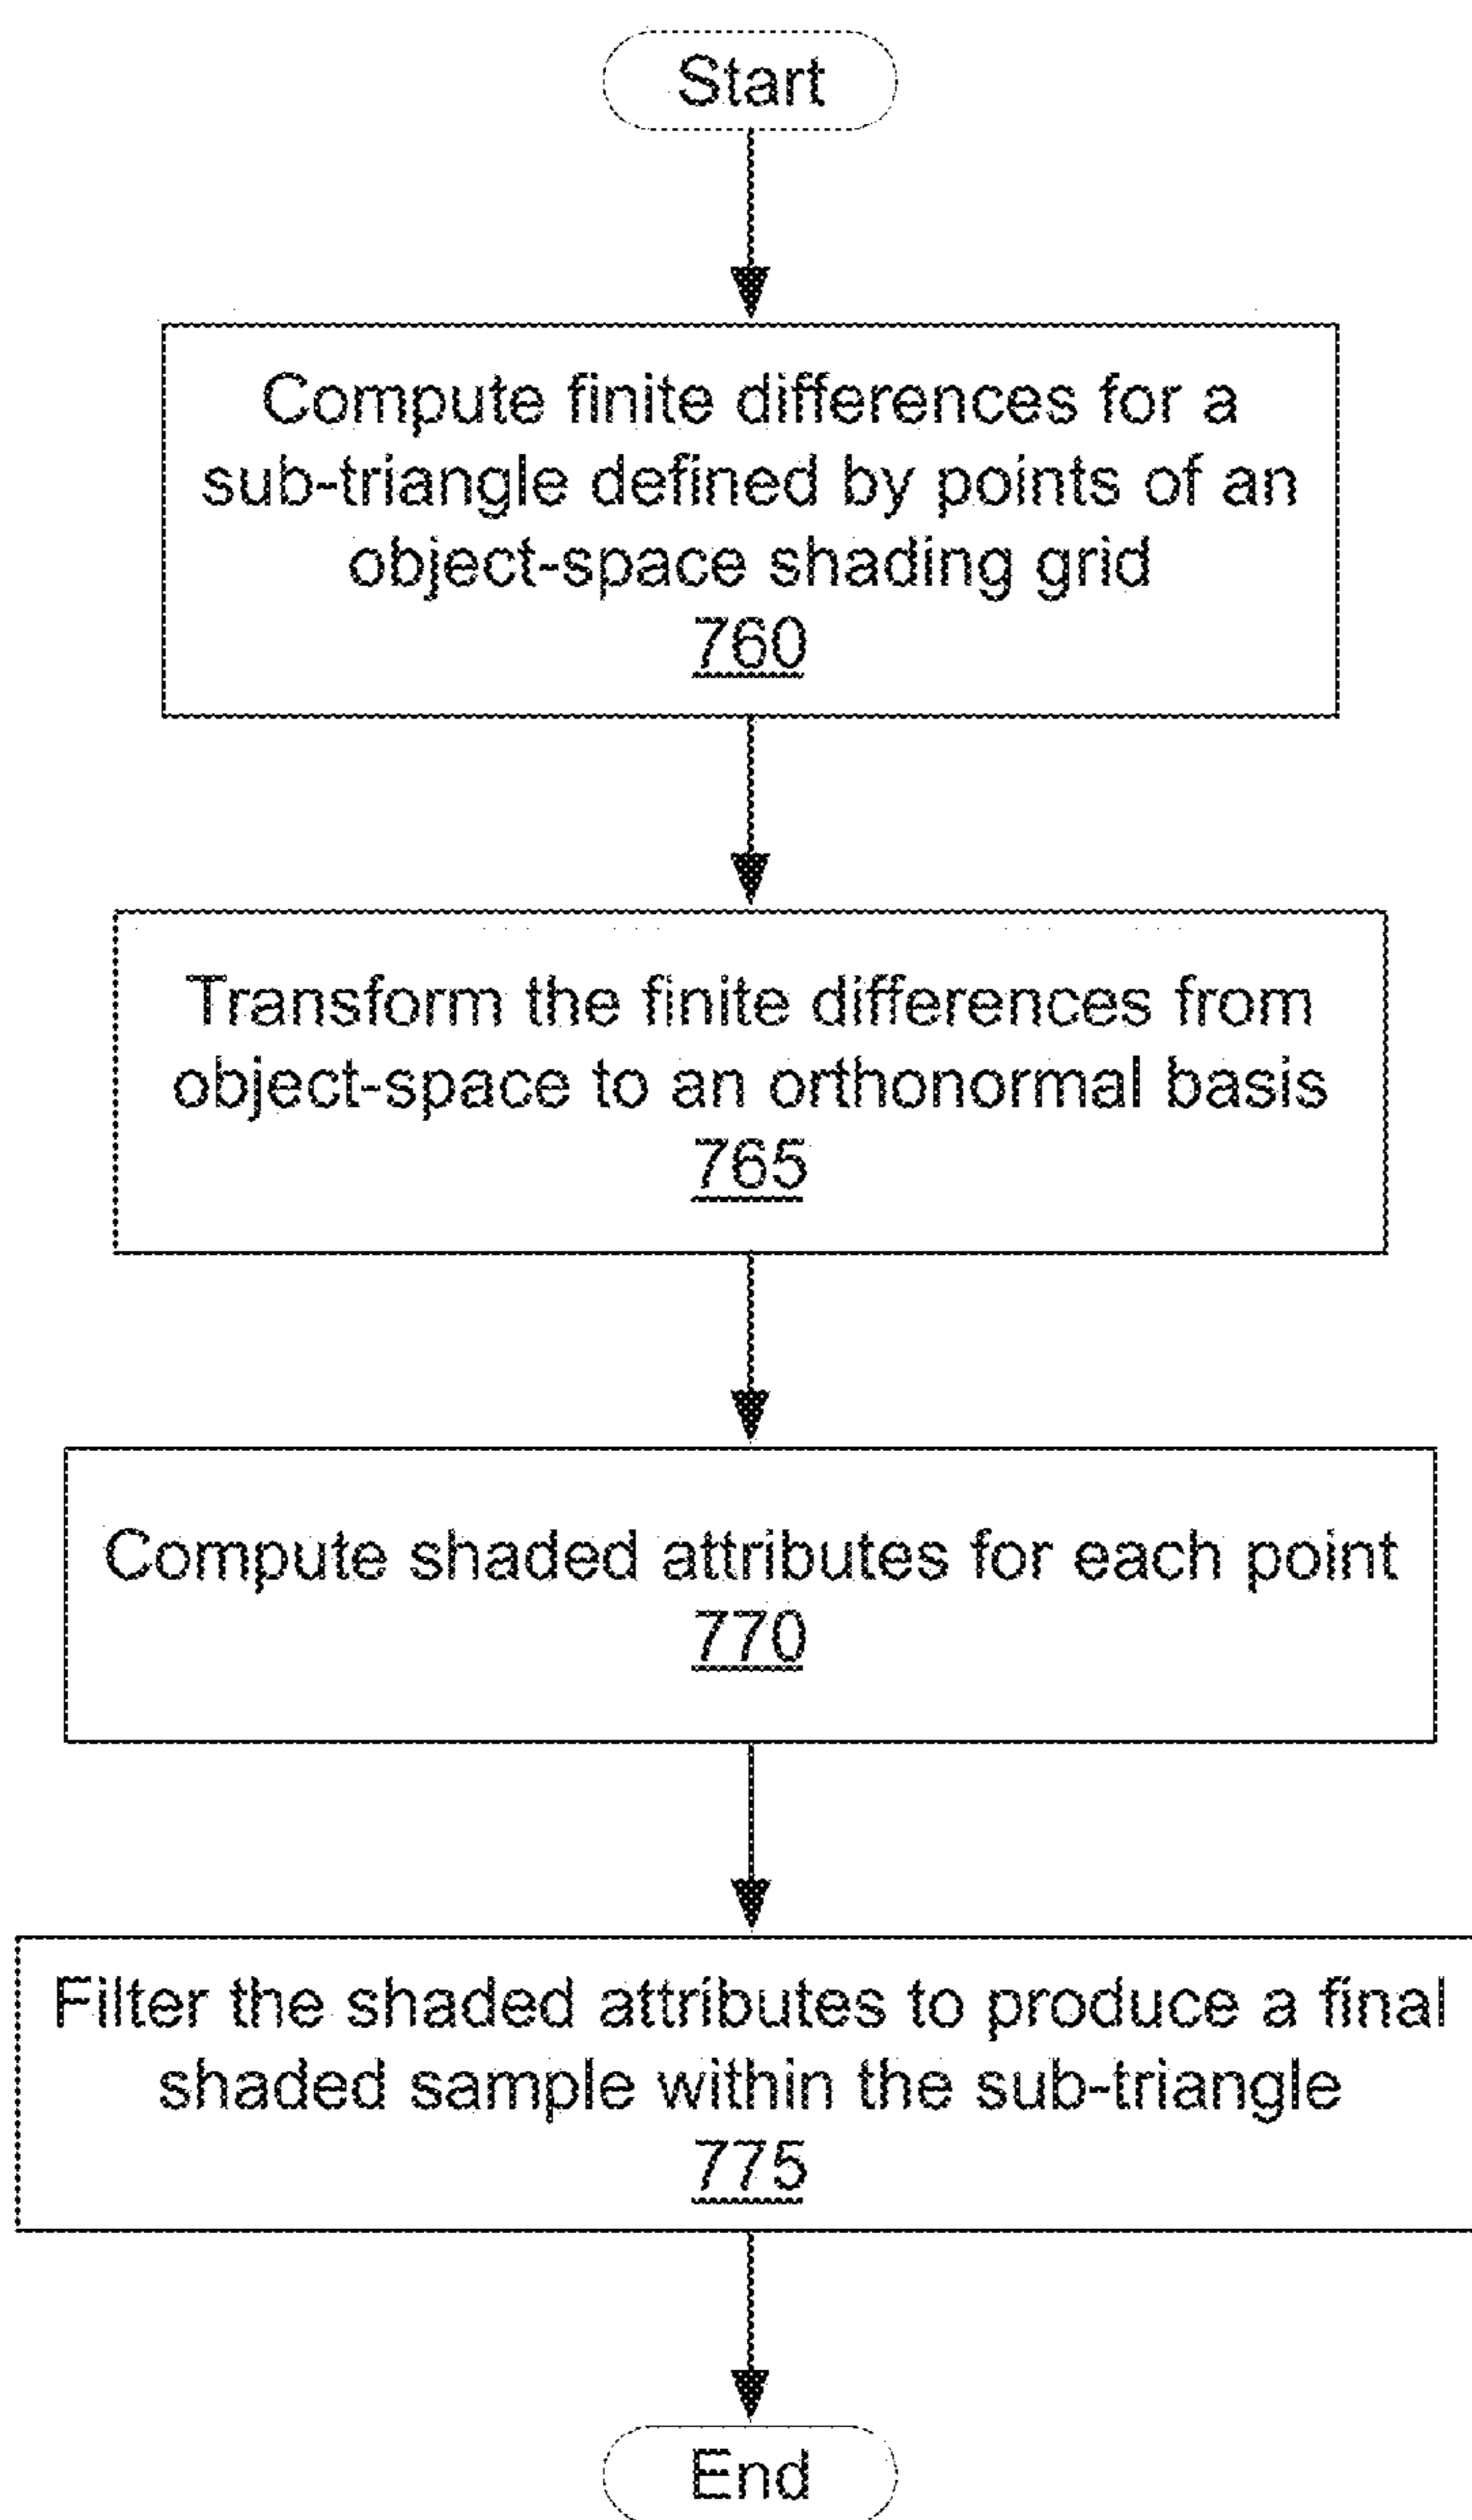 Start
Compute finite differences for a
sub-triangle defined by points of an
object-space shading grid
760
Transform the finite differences from
object-space to an orthonormal basis
765
Compute shaded attributes for each point
770
Filter the shaded attributes to produce a final
shaded sample within the sub-triangle
775
End